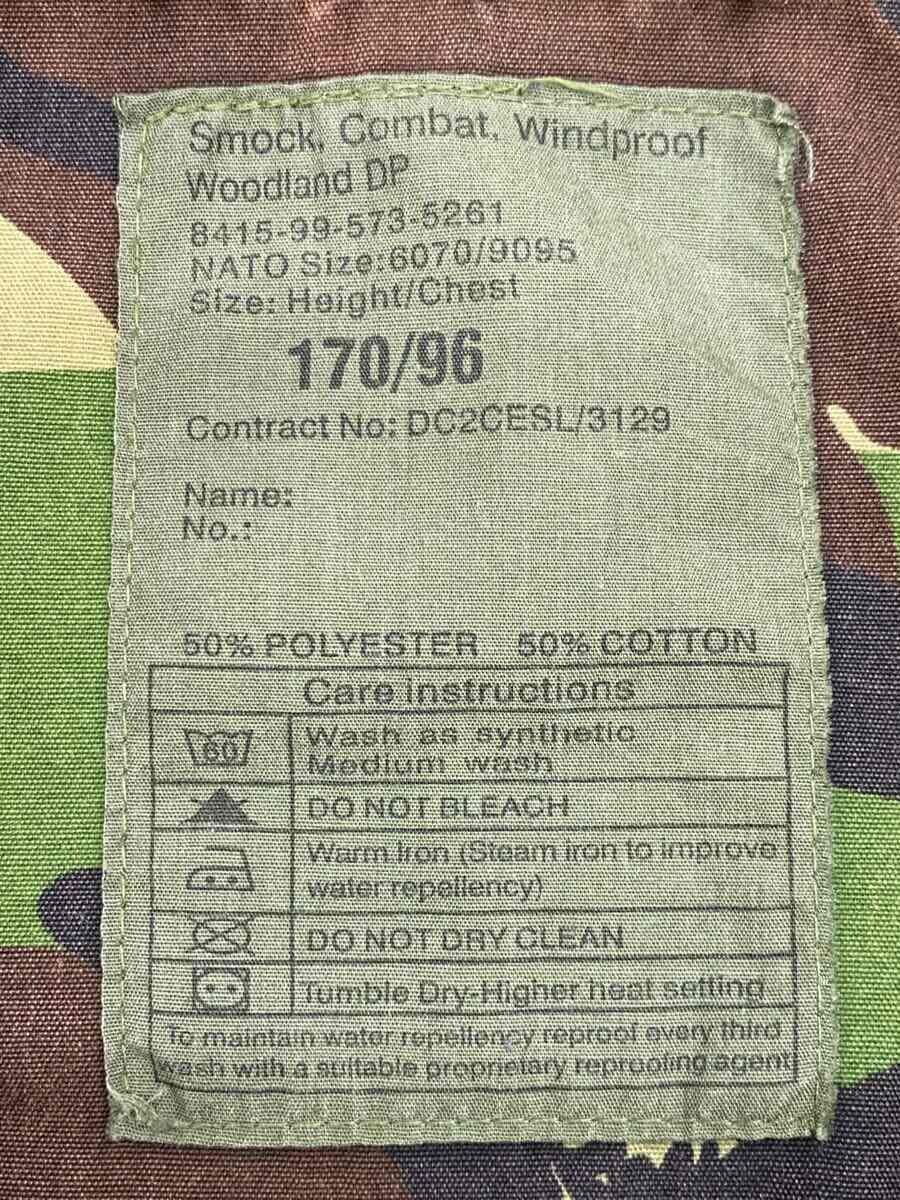 Smock, Combat, Windproof
Woodland DP
8415-99-573-5261
NATO Size:6070/9095
Size: Height/Chest
170/96
Contract No: DC2CESL/3129
Name:
No.:
50% POLYESTER 50% COTTON
Care instructions
60
Wash as synthetic
Medium wash
DO NOT BLEACH
Warm Iron (Steam iron to improve
water repellency)
DO NOT DRY CLEAN
Tumble Dry-Higher heat setting
To maintain water repellency reproof every third
wash with a suitable proprietary reproofing agent